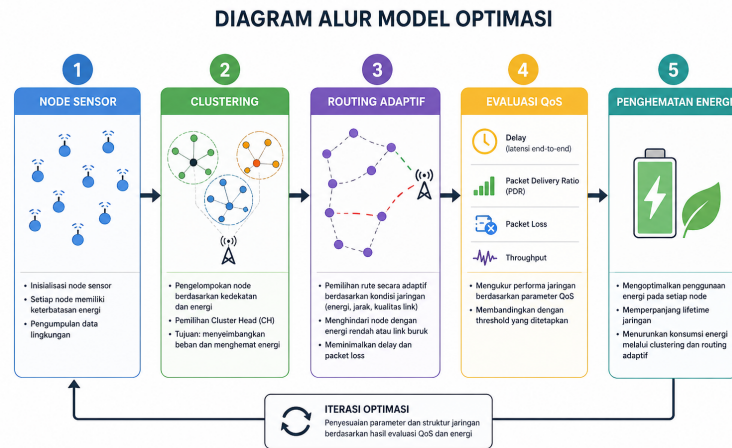 DIAGRAM ALUR MODEL OPTIMASI
1
NODE SENSOR
• Inisialisasi node sensor
• Setiap node memiliki
keterbatasan energi
• Pengumpulan data
lingkungan
2
CLUSTERING
• Pengelompokan node
berdasarkan kedekatan
dan energi
• Pemilihan Cluster Head (CH)
• Tujuan: menyeimbangkan
beban dan menghemat energi
3
ROUTING ADAPTIF
• Pemilihan rute secara adaptif
berdasarkan kondisi jaringan
(energi, jarak, kualitas link)
• Menghindari node dengan
energi rendah atau link buruk
• Meminimalkan delay dan
packet loss
4
EVALUASI QoS
Delay
(latensi end-to-end)
Packet Delivery Ratio
(PDR)
Packet Loss
Throughput
• Mengukur performa jaringan
berdasarkan parameter QoS
• Membandingkan dengan
threshold yang ditetapkan
5
PENGHEMATAN ENERGI
• Mengoptimalkan penggunaan
energi pada setiap node
• Memperpanjang lifetime
jaringan
• Menurunkan konsumsi energi
melalui clustering dan routing
adaptif
ITERASI OPTIMASI
Penyesuaian parameter dan struktur jaringan
berdasarkan hasil evaluasi QoS dan energi